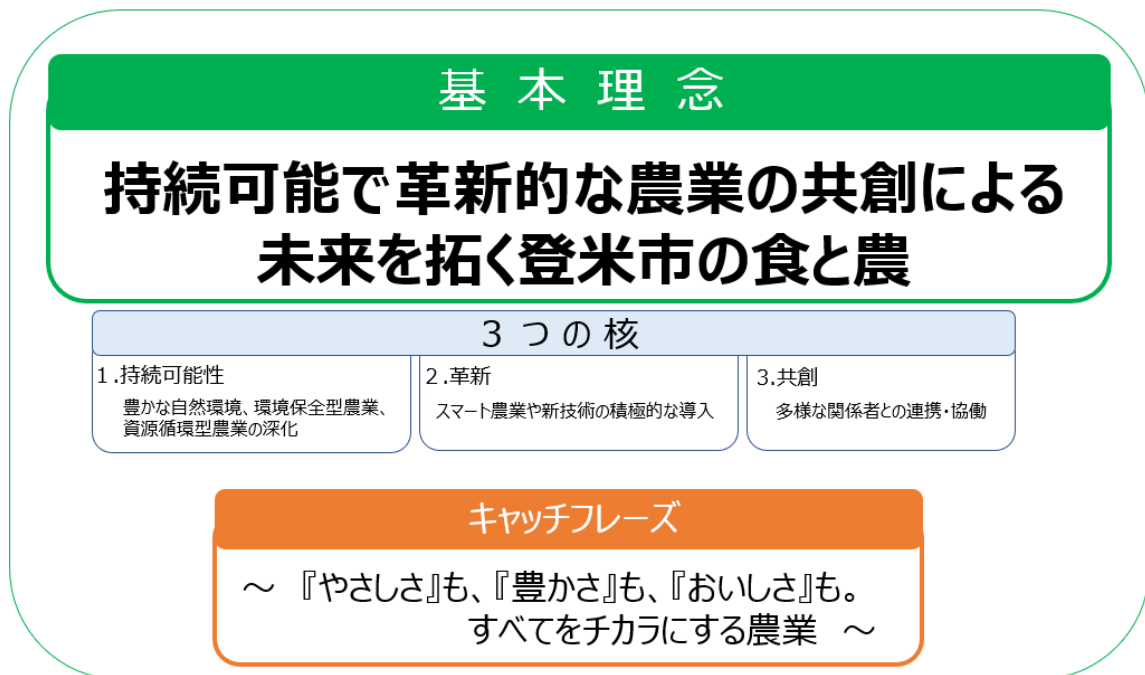 基本理念
持続可能で革新的な農業の共創による
未来を拓く登米市の食と農
3つの核
1.持続可能性
豊かな自然環境、環境保全型農業、
資源循環型農業の深化
2.革新
スマート農業や新技術の積極的な導入
3.共創
多様な関係者との連携・協働
キャッチフレーズ
～ 『やさしさ』も、『豊かさ』も、『おいしさ』も。
すべてをチカラにする農業 ～